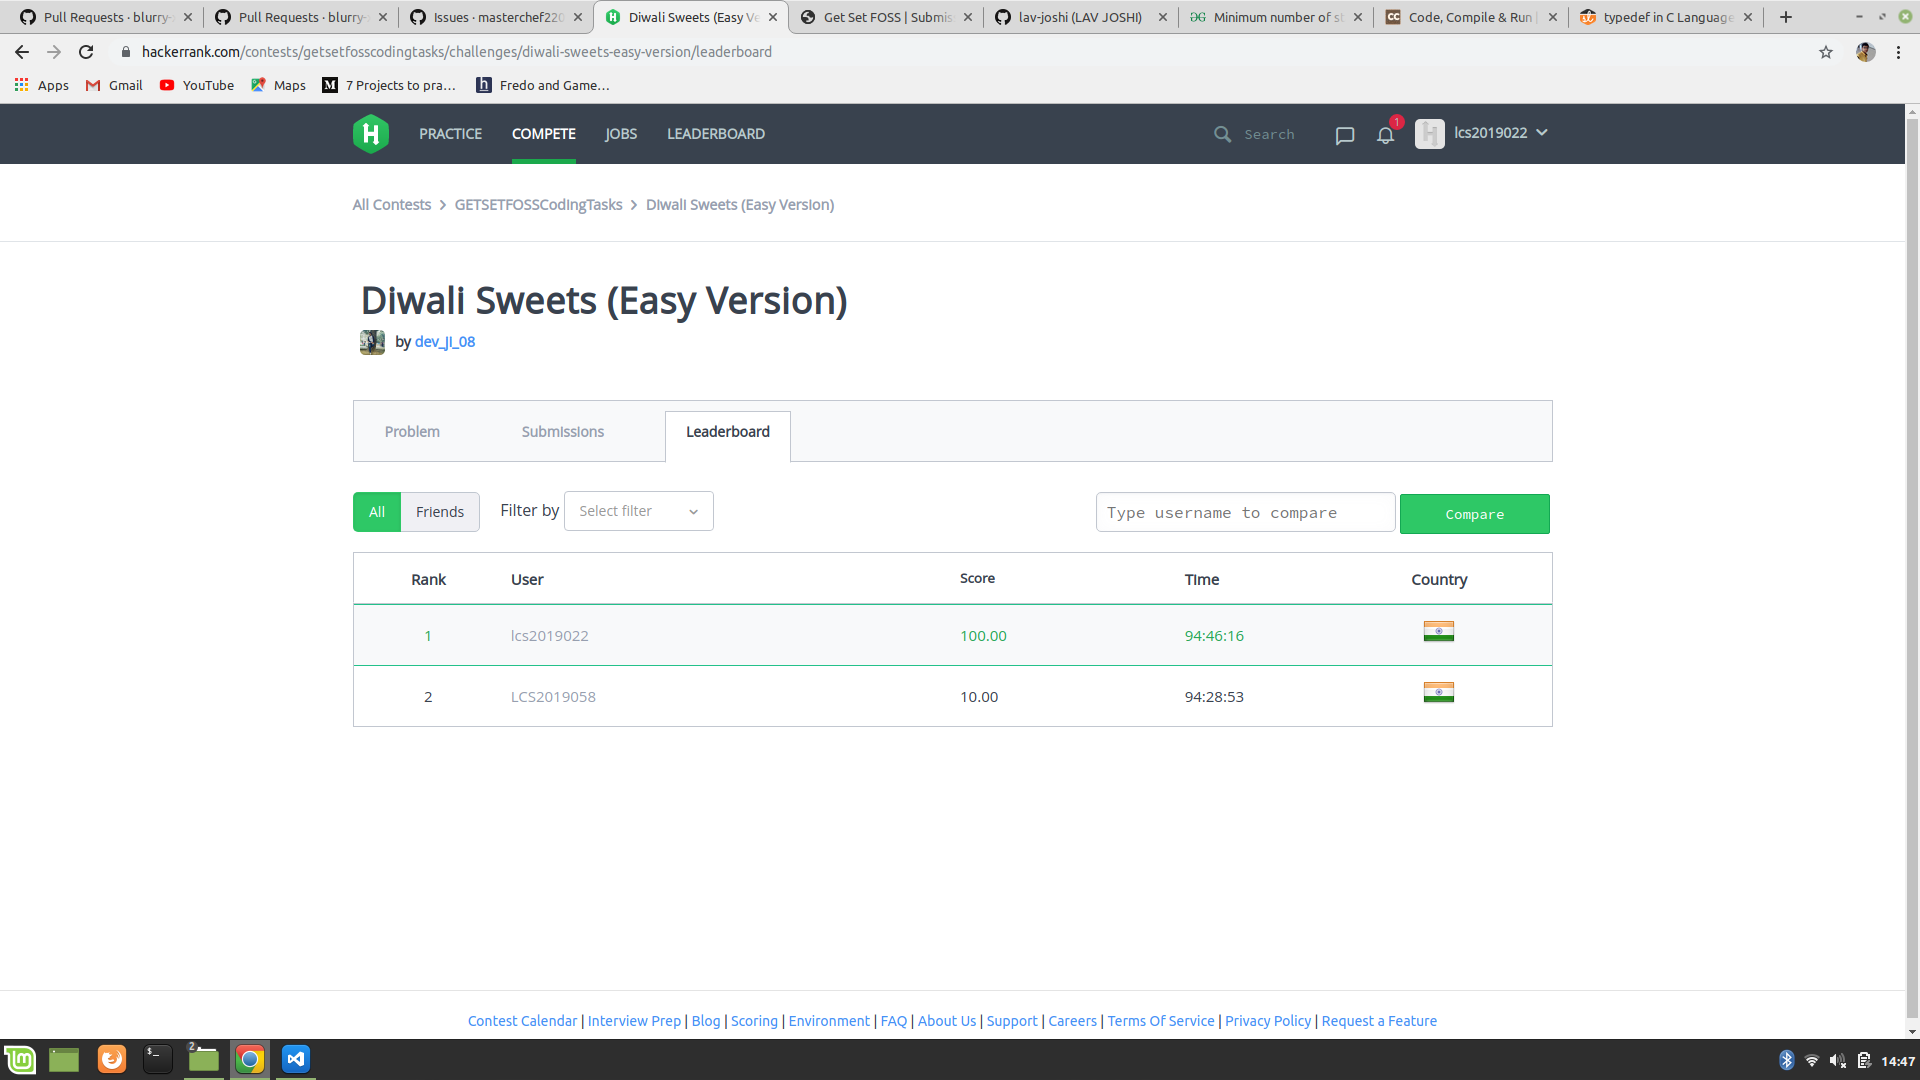 Pull Requests · blurry-
Pull Requests · blurry-
Issues · masterchef220
Diwali Sweets (Easy Ve
Get Set FOSS | Submis
lav-joshi (LAV JOSHI)
Minimum number of s
Code, Compile & Run
typedef in C Language
hackerrank.com/contests/getsetfosscodingtasks/challenges/diwali-sweets-easy-version/leaderboard
Apps Gmail YouTube Maps 7 Projects to pra... Fredo and Game...
PRACTICE COMPETE JOBS LEADERBOARD Search 1 lcs2019022
All Contests > GETSETFOSSCodingTasks > Diwali Sweets (Easy Version)
Diwali Sweets (Easy Version)
by dev_JI_08
Problem Submissions Leaderboard
All Friends Filter by Select filter Type username to compare Compare
Rank User Score Time Country
1 lcs2019022 100.00 94:46:16
2 LCS2019058 10.00 94:28:53
Contest Calendar | Interview Prep | Blog | Scoring | Environment | FAQ | About Us | Support | Careers | Terms Of Service | Privacy Policy | Request a Feature
2
14:47